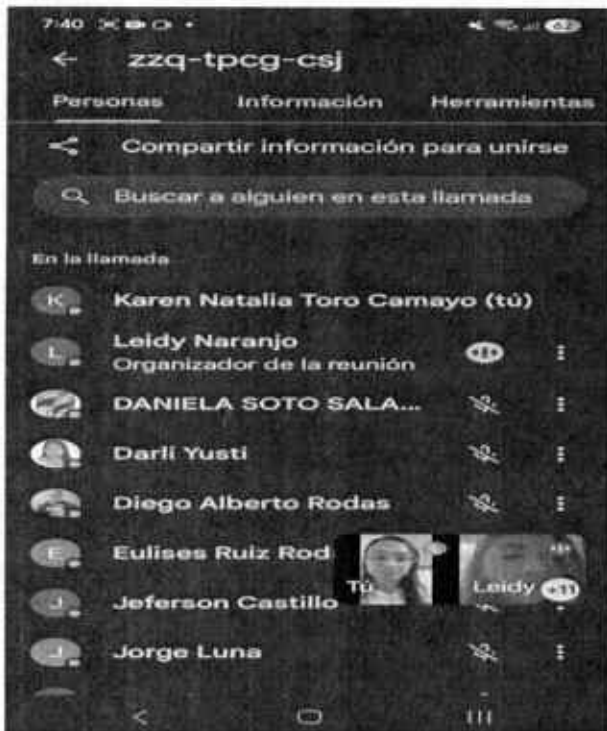 7:40
zzq-tpcg-csj
Personas Información Herramientas
Compartir información para unirse
Buscar a alguien en esta llamada
En la llamada
K Karen Natalia Toro Camayo (tú)
L Leidy Naranjo
Organizador de la reunión
DANIELA SOTO SALA...
Darli Yusti
Diego Alberto Rodas
E Eulises Ruiz Rod
Tú Leidy +11
J Jeferson Castillo
J Jorge Luna